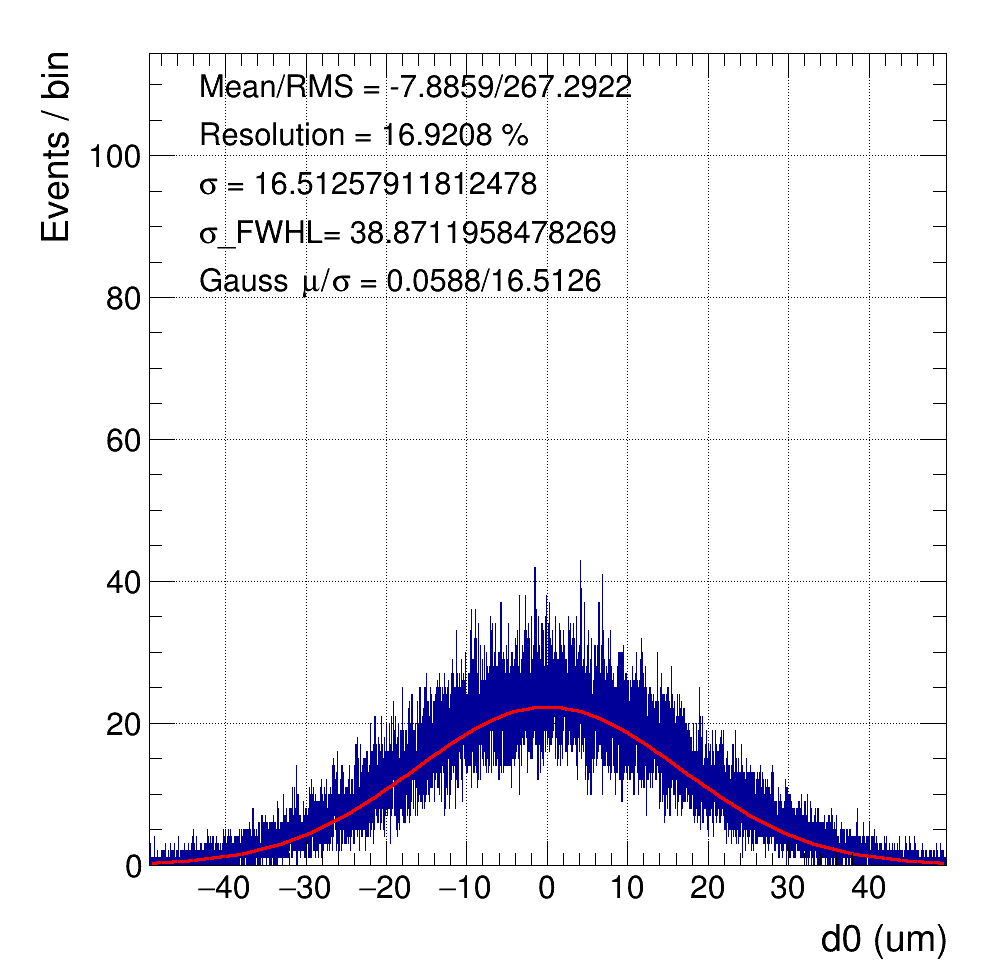 Events / bin
Mean/RMS = -7.8859/267.2922
Resolution = 16.9208 %
σ = 16.51257911812478
σ_FWHL= 38.8711958478269
Gauss μ/σ = 0.0588/16.5126
100
80
60
40
20
0
−40 −30 −20 −10 0 10 20 30 40
d0 (um)